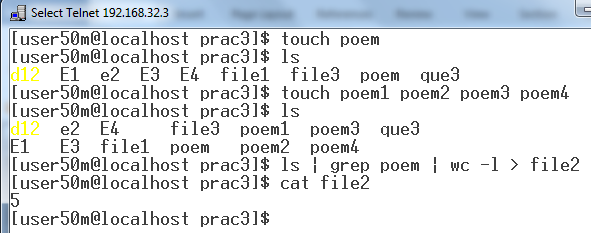 Select Telnet 192.168.32.3
[user50m@localhost prac3]$ touch poem
[user50m@localhost prac3]$ ls
d12  E1  e2  E3  E4  file1  file3  poem  que3
[user50m@localhost prac3]$ touch poem1 poem2 poem3 poem4
[user50m@localhost prac3]$ ls
d12  e2  E4     file3  poem1  poem3  que3
E1   E3  file1  poem   poem2  poem4
[user50m@localhost prac3]$ ls | grep poem | wc -l > file2
[user50m@localhost prac3]$ cat file2
5
[user50m@localhost prac3]$